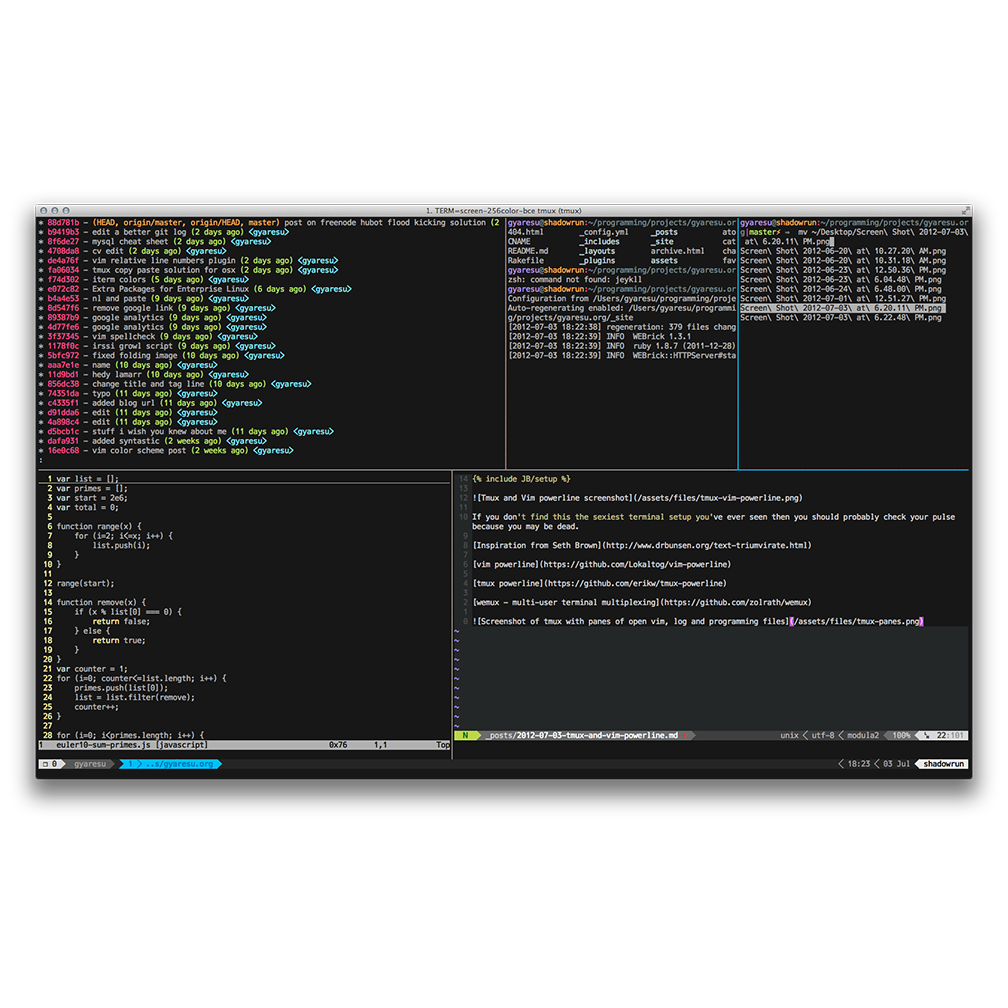 1. TERM=screen-256color-bce tmux (tmux)
* 88d781b - (HEAD, origin/master, origin/HEAD, master) post on freenode hubot flood kicking solution (2
* b9419b3 - edit a better git log (2 days ago) <gyaresu>
* 8f6de27 - mysql cheat sheet (2 days ago) <gyaresu>
* 4708da8 - cv edit (2 days ago) <gyaresu>
* de4a76f - vim relative line numbers plugin (2 days ago) <gyaresu>
* fa06034 - tmux copy paste solution for osx (2 days ago) <gyaresu>
* f74d302 - iterm colors (5 days ago) <gyaresu>
* e072c82 - Extra Packages for Enterprise Linux (6 days ago) <gyaresu>
* b4a4e53 - nl and paste (9 days ago) <gyaresu>
* 8d547f6 - remove google link (9 days ago) <gyaresu>
* 89387b9 - google analytics (9 days ago) <gyaresu>
* 4d77fe6 - google analytics (9 days ago) <gyaresu>
* 3f37345 - vim spellcheck (9 days ago) <gyaresu>
* 1178f0c - irssi growl script (9 days ago) <gyaresu>
* 5bfc972 - fixed folding image (10 days ago) <gyaresu>
* aaa7e1e - name (10 days ago) <gyaresu>
* 11d9bd1 - hedy lamarr (10 days ago) <gyaresu>
* 856dc38 - change title and tag line (10 days ago) <gyaresu>
* 74351da - typo (11 days ago) <gyaresu>
* c4335f1 - added blog url (11 days ago) <gyaresu>
* d91dda6 - edit (11 days ago) <gyaresu>
* 4a898c4 - edit (11 days ago) <gyaresu>
* d5bcb1c - stuff i wish you knew about me (11 days ago) <gyaresu>
* dafa931 - added syntastic (2 weeks ago) <gyaresu>
* 16e0c68 - vim color scheme post (2 weeks ago) <gyaresu>
:
gyaresu@shadowrun:~/programming/projects/gyaresu.or
404.html _config.yml _posts ato
CNAME _includes _site cat
README.md _layouts archive.html cha
Rakefile _plugins assets fav
gyaresu@shadowrun:~/programming/projects/gyaresu.or
zsh: command not found: jeykll
gyaresu@shadowrun:~/programming/projects/gyaresu.or
Configuration from /Users/gyaresu/programming/proje
Auto-regenerating enabled: /Users/gyaresu/programmi
g/projects/gyaresu.org/_site
[2012-07-03 18:22:38] regeneration: 379 files chang
[2012-07-03 18:22:39] INFO WEBrick 1.3.1
[2012-07-03 18:22:39] INFO ruby 1.8.7 (2011-12-28)
[2012-07-03 18:22:39] INFO WEBrick::HTTPServer#sta
gyaresu@shadowrun:~/programming/projects/gyaresu.or
g master⚡ ⇒ mv ~/Desktop/Screen\ Shot\ 2012-07-03\
at\ 6.20.11\ PM.png
Screen\ Shot\ 2012-06-20\ at\ 10.27.20\ AM.png
Screen\ Shot\ 2012-06-20\ at\ 10.31.18\ AM.png
Screen\ Shot\ 2012-06-23\ at\ 12.50.36\ PM.png
Screen\ Shot\ 2012-06-23\ at\ 6.04.48\ PM.png
Screen\ Shot\ 2012-06-24\ at\ 6.48.00\ PM.png
Screen\ Shot\ 2012-07-01\ at\ 12.51.27\ PM.png
Screen\ Shot\ 2012-07-03\ at\ 6.20.11\ PM.png
Screen\ Shot\ 2012-07-03\ at\ 6.22.48\ PM.png
1 var list = [];
2 var primes = [];
3 var start = 2e6;
4 var total = 0;
5
6 function range(x) {
7 for (i=2; i<=x; i++) {
8 list.push(i);
9 }
10 }
11
12 range(start);
13
14 function remove(x) {
15 if (x % list[0] === 0) {
16 return false;
17 } else {
18 return true;
19 }
20 }
21 var counter = 1;
22 for (i=0; counter<=list.length; i++) {
23 primes.push(list[0]);
24 list = list.filter(remove);
25 counter++;
26 }
27
28 for (i=0; i<primes.length; i++) {
1 euler10-sum-primes.js [javascript] 0x76 1,1 Top
14 {% include JB/setup %}
13
12 ![Tmux and Vim powerline screenshot](/assets/files/tmux-vim-powerline.png)
11
10 If you don't find this the sexiest terminal setup you've ever seen then you should probably check your pulse
because you may be dead.
9
8 [Inspiration from Seth Brown](http://www.drbunsen.org/text-triumvirate.html)
7
6 [vim powerline](https://github.com/Lokaltog/vim-powerline)
5
4 [tmux powerline](https://github.com/erikw/tmux-powerline)
3
2 [wemux - multi-user terminal multiplexing](https://github.com/zolrath/wemux)
1
0 ![Screenshot of tmux with panes of open vim, log and programming files](/assets/files/tmux-panes.png)
~
~
~
~
~
~
~
~
~
~
~
N _posts/2012-07-03-tmux-and-vim-powerline.md unix < utf-8 < modula2 100% 22:101
0 gyaresu 1 > ..s/gyaresu.org < 18:23 < 03 Jul shadowrun